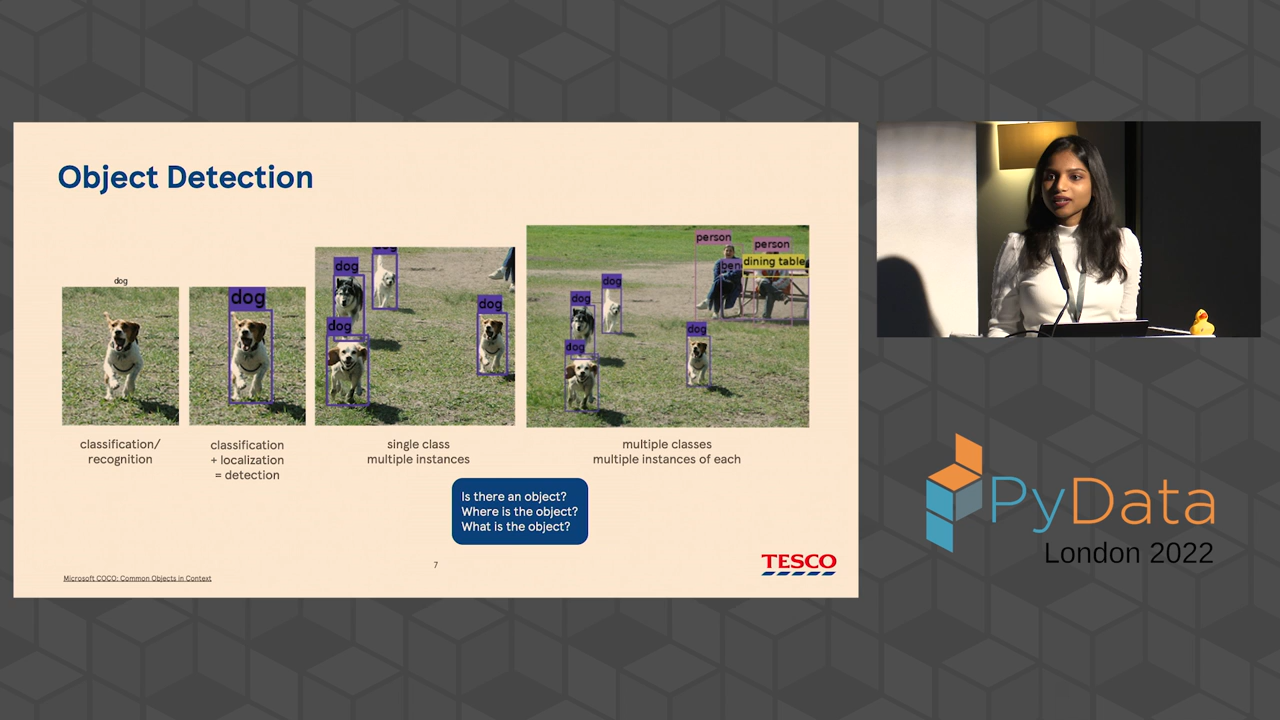 Object Detection
dog
dog
dog
dog
dog
dog
dog
dog
dog
person
person
dining table
classification/
recognition
classification
+ localization
= detection
single class
multiple instances
multiple classes
multiple instances of each
Is there an object?
Where is the object?
What is the object?
7
Microsoft COCO: Common Objects in Context
TESCO
PyData
London 2022